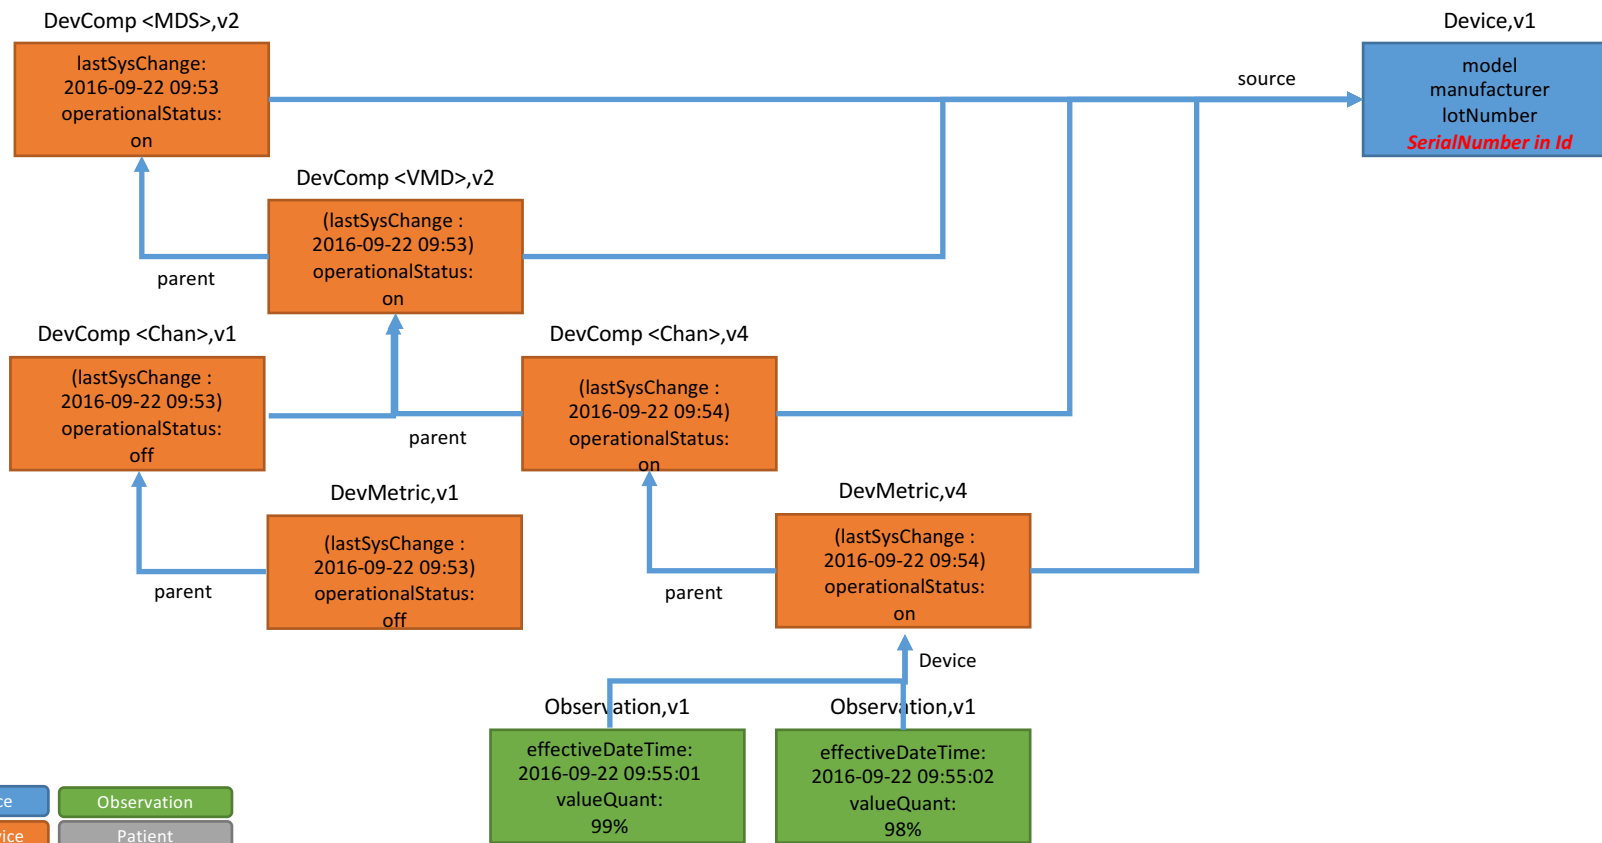 DevComp <MDS>,v2
Device,v1
lastSysChange:
2016-09-22 09:53
operationalStatus:
on
source
model
manufacturer
lotNumber
SerialNumber in Id
DevComp <VMD>,v2
(lastSysChange :
2016-09-22 09:53)
operationalStatus:
on
parent
DevComp <Chan>,v1
(lastSysChange :
2016-09-22 09:53)
operationalStatus:
off
DevComp <Chan>,v4
(lastSysChange :
2016-09-22 09:54)
operationalStatus:
on
parent
DevMetric,v1
(lastSysChange :
2016-09-22 09:53)
operationalStatus:
off
parent
DevMetric,v4
(lastSysChange :
2016-09-22 09:54)
operationalStatus:
on
parent
Device
Observation,v1
effectiveDateTime:
2016-09-22 09:55:01
valueQuant:
99%
Observation,v1
effectiveDateTime:
2016-09-22 09:55:02
valueQuant:
98%
Observation
Patient